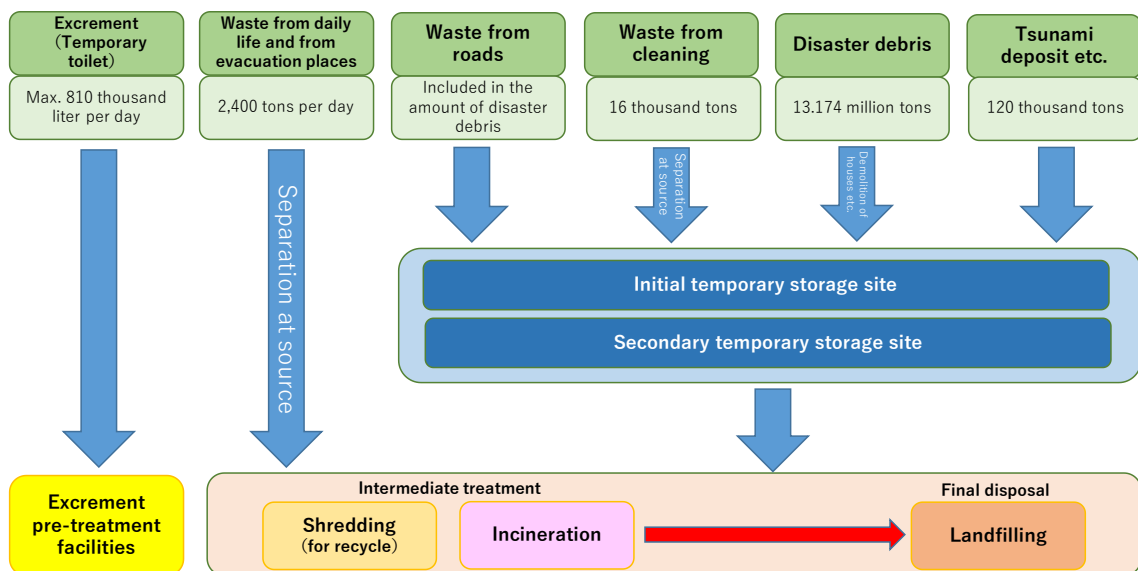 Excrement
(Temporary
toilet)
Max. 810 thousand
liter per day
Waste from daily
life and from
evacuation places
2,400 tons per day
Waste from
roads
Included in the
amount of disaster
debris
Waste from
cleaning
16 thousand tons
Disaster debris
13.174 million tons
Tsunami
deposit etc.
120 thousand tons
Separation at source
Separation
at source
Demolition of
houses etc.
Initial temporary storage site
Secondary temporary storage site
Excrement
pre-treatment
facilities
Intermediate treatment
Shredding
(for recycle)
Incineration
Final disposal
Landfilling